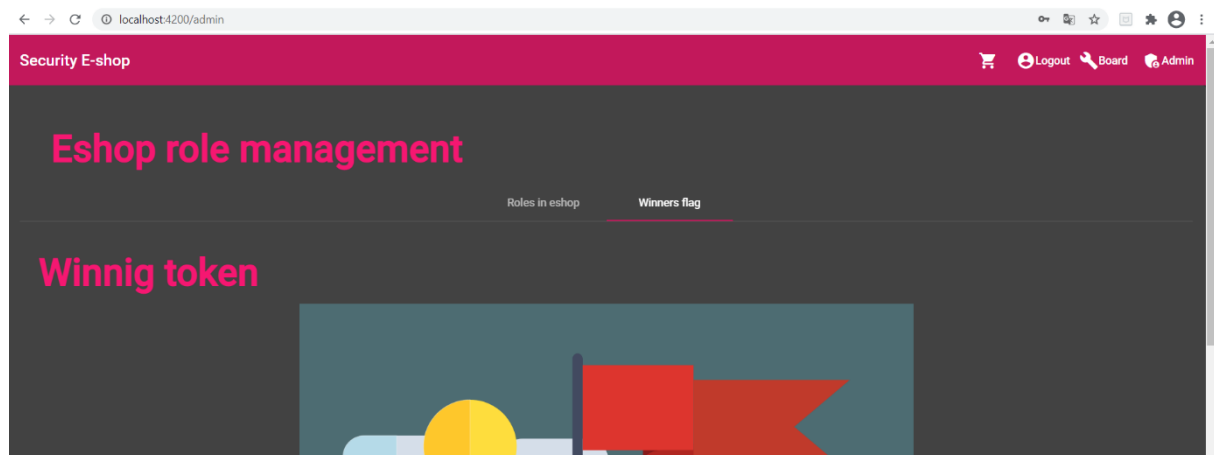 localhost:4200/admin
Security E-shop Logout Board Admin
Eshop role management
Roles in eshop Winners flag
Winnig token